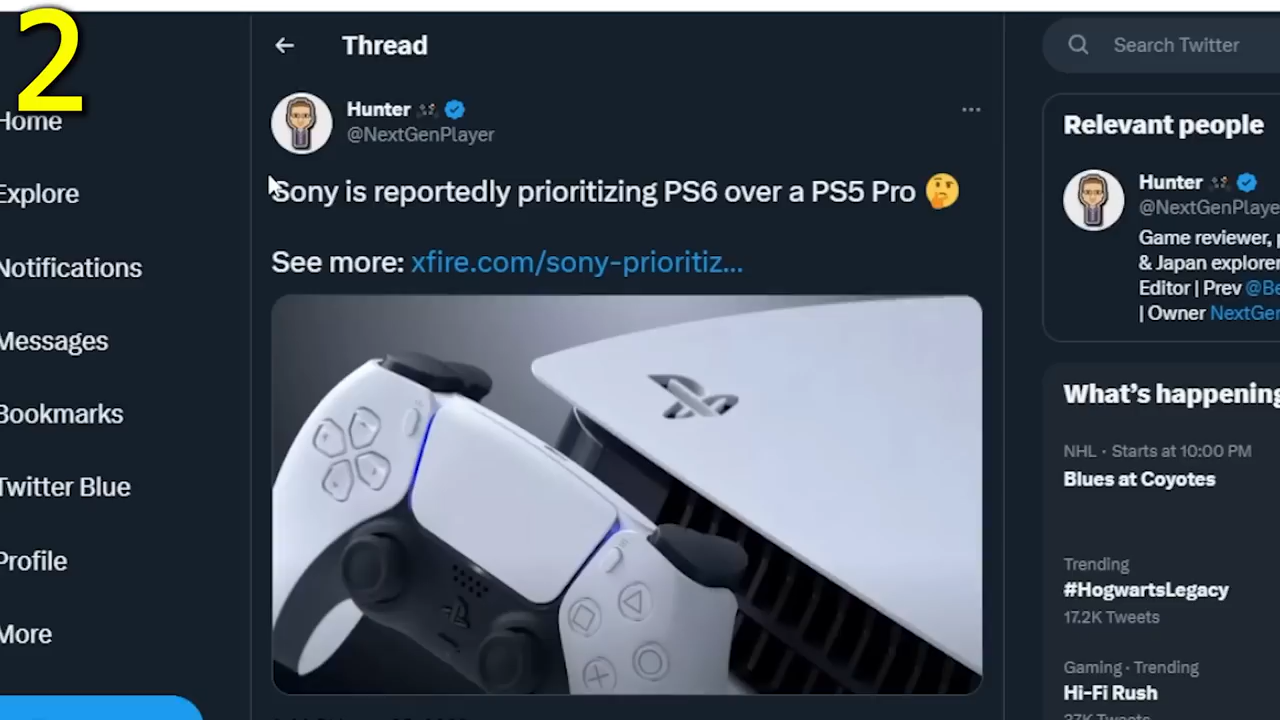 2
Home
Explore
Notifications
Messages
Bookmarks
Twitter Blue
Profile
More
Thread
Hunter
@NextGenPlayer
Sony is reportedly prioritizing PS6 over a PS5 Pro 🤔
See more: xfire.com/sony-prioritiz...
Search Twitter
Relevant people
Hunter
@NextGenPlaye
Game reviewer,
& Japan explorer
Editor | Prev @Be
| Owner NextGer
What's happening
NHL · Starts at 10:00 PM
Blues at Coyotes
Trending
#HogwartsLegacy
17.2K Tweets
Gaming · Trending
Hi-Fi Rush